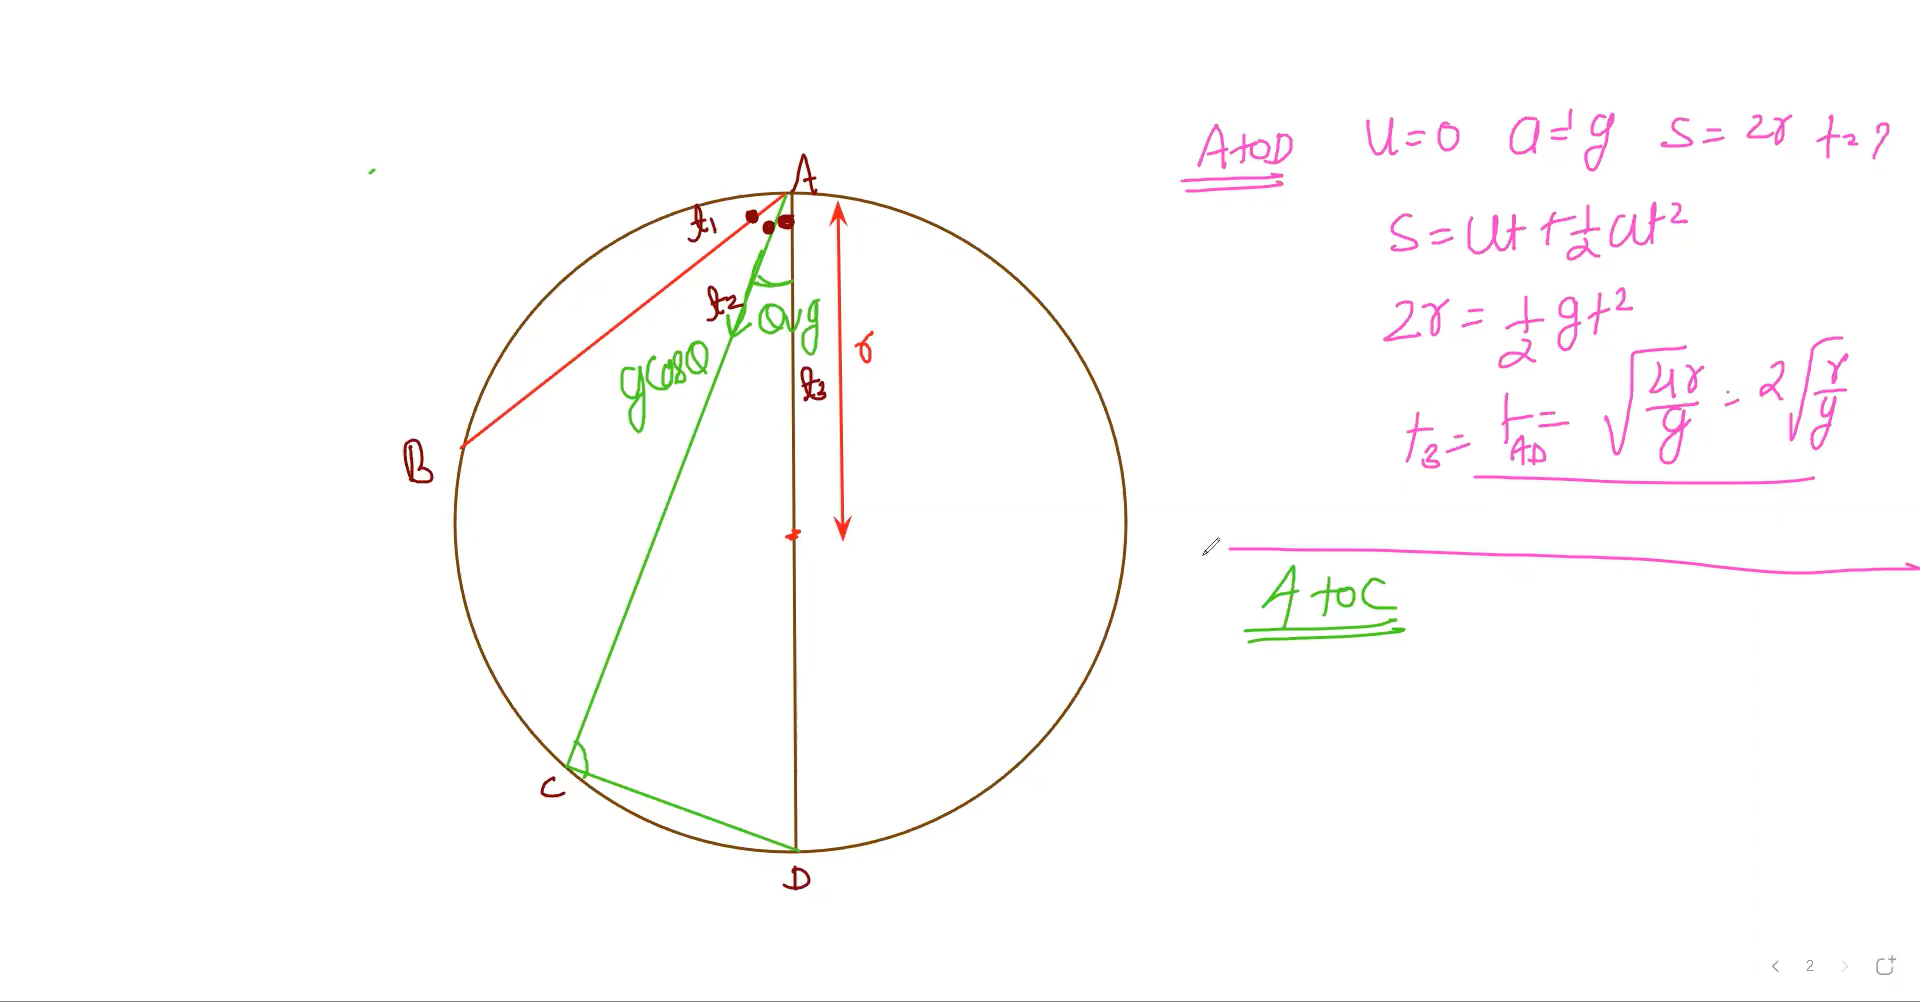 A
t1
t2
θ
g
gcosθ
t3
r
B
C
D
A to D u=0 a=+g s=2r t=?
s=ut+1/2at²
2r=1/2gt²
t3=tAD=√(4r/g)=2√(r/g)
A to C
2